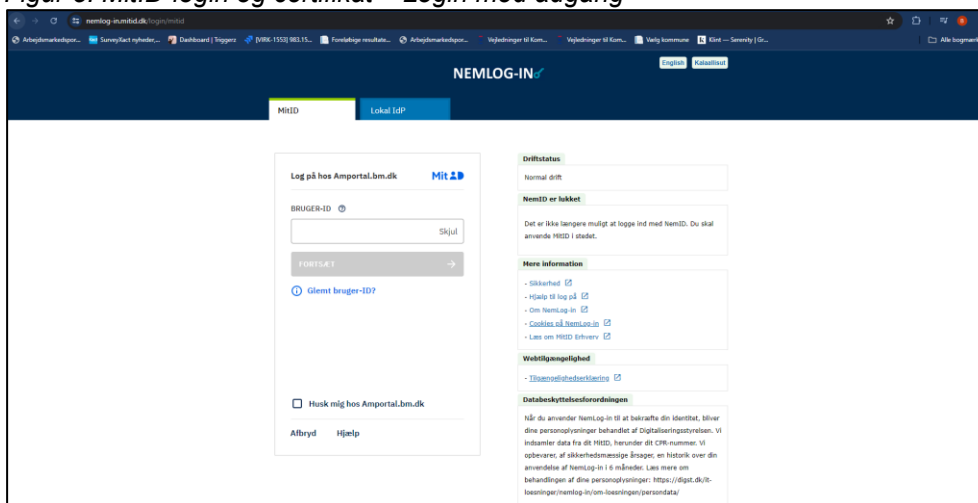 Figur 3. MitID login og certifikat – Login med adgang
nemlog-in.mitid.dk/login/mitid
Arbejdsmarkedspor... SurveyXact nyheder,... Dashboard | Triggerz [VIRK-1553] 983.15... Foreløbige resultate... Arbejdsmarkedspor... Vejledninger til Kom... Vejledninger til Kom... Vælg kommune Klint — Serenity | Gr... Alle bogmærk
NEMLOG-IN
English Kalaallisut
MitID Lokal IdP
Log på hos Amportal.bm.dk
Mit
BRUGER-ID
Skjul
FORTSÆT
Glemt bruger-ID?
Husk mig hos Amportal.bm.dk
Afbryd Hjælp
Driftstatus
Normal drift
NemID er lukket
Det er ikke længere muligt at logge ind med NemID. Du skal
anvende MitID i stedet.
Mere information
- Sikkerhed
- Hjælp til log på
- Om NemLog-in
- Cookies på NemLog-in
- Læs om MitID Erhverv
Webtilgængelighed
- Tilgængelighedserklæring
Databeskyttelsesforordningen
Når du anvender NemLog-in til at bekræfte din identitet, bliver
dine personoplysninger behandlet af Digitaliseringsstyrelsen. Vi
indsamler data fra dit MitID, herunder dit CPR-nummer. Vi
opbevarer, af sikkerhedsmæssige årsager, en historik over din
anvendelse af NemLog-in i 6 måneder. Læs mere om
behandlingen af dine personoplysninger: https://digst.dk/it-
loesninger/nemlog-in/om-loesningen/persondata/